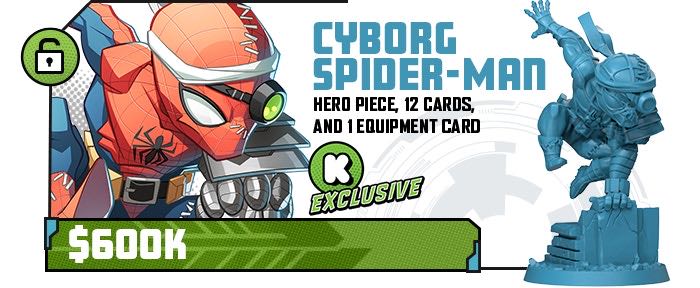 CYBORG
SPIDER-MAN
HERO PIECE, 12 CARDS,
AND 1 EQUIPMENT CARD
K
EXCLUSIVE
$600K